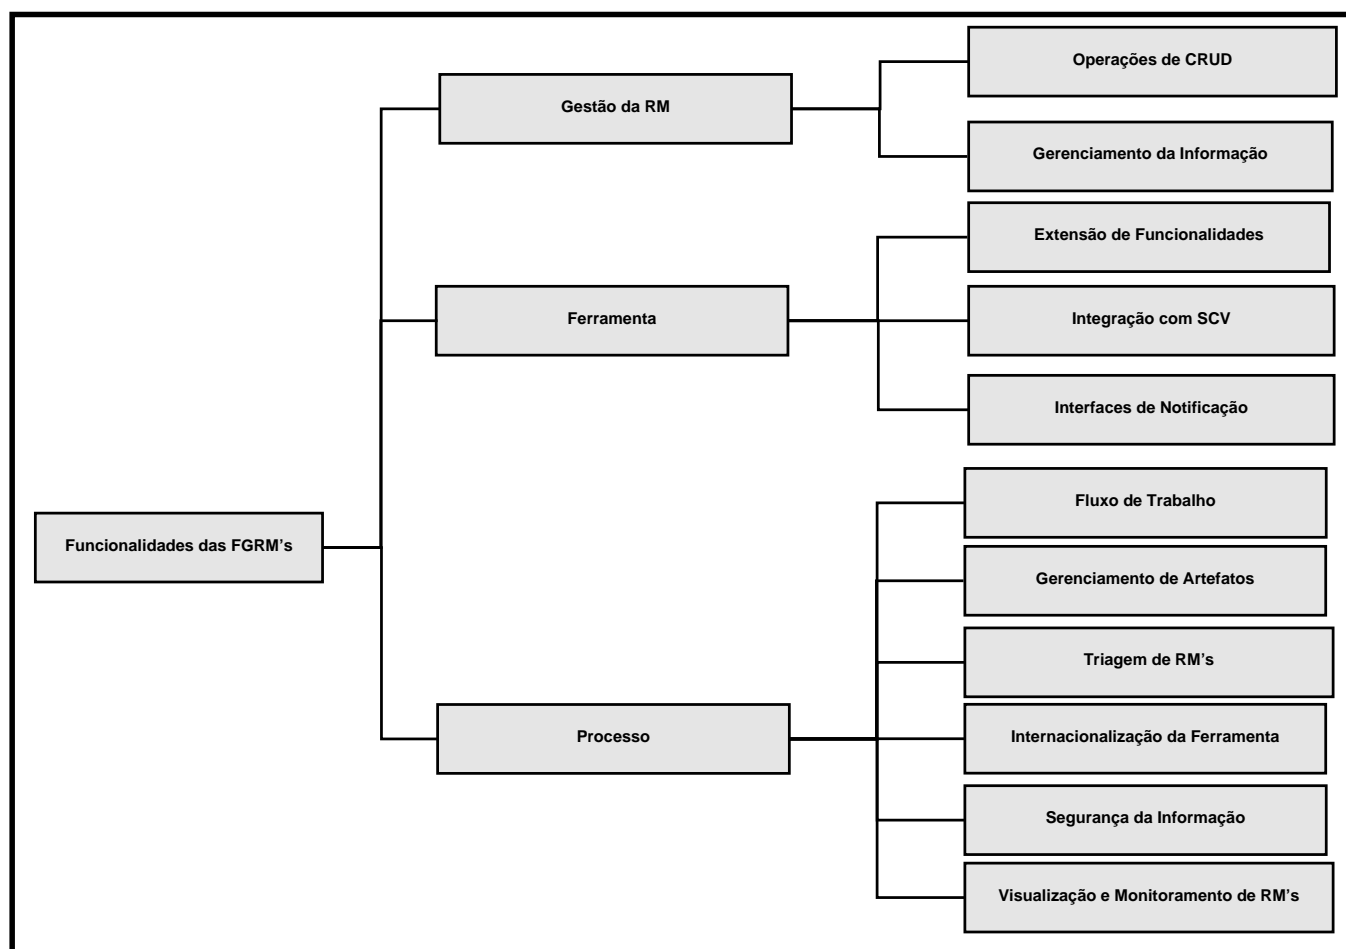 Operações de CRUD
Gestão da RM
Gerenciamento da Informação
Extensão de Funcionalidades
Ferramenta
Integração com SCV
Interfaces de Notificação
Fluxo de Trabalho
Funcionalidades das FGRM's
Gerenciamento de Artefatos
Triagem de RM's
Processo
Internacionalização da Ferramenta
Segurança da Informação
Visualização e Monitoramento de RM's